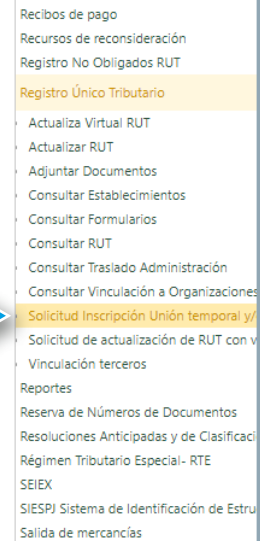 Recibos de pago
Recursos de reconsideración
Registro No Obligados RUT
Registro Único Tributario
Actualiza Virtual RUT
Actualizar RUT
Adjuntar Documentos
Consultar Establecimientos
Consultar Formularios
Consultar RUT
Consultar Traslado Administración
Consultar Vinculación a Organizaciones
Solicitud Inscripción Unión temporal y/
Solicitud de actualización de RUT con v
Vinculación terceros
Reportes
Reserva de Números de Documentos
Resoluciones Anticipadas y de Clasificaci
Régimen Tributario Especial- RTE
SEIEX
SIESPJ Sistema de Identificación de Estru
Salida de mercancías